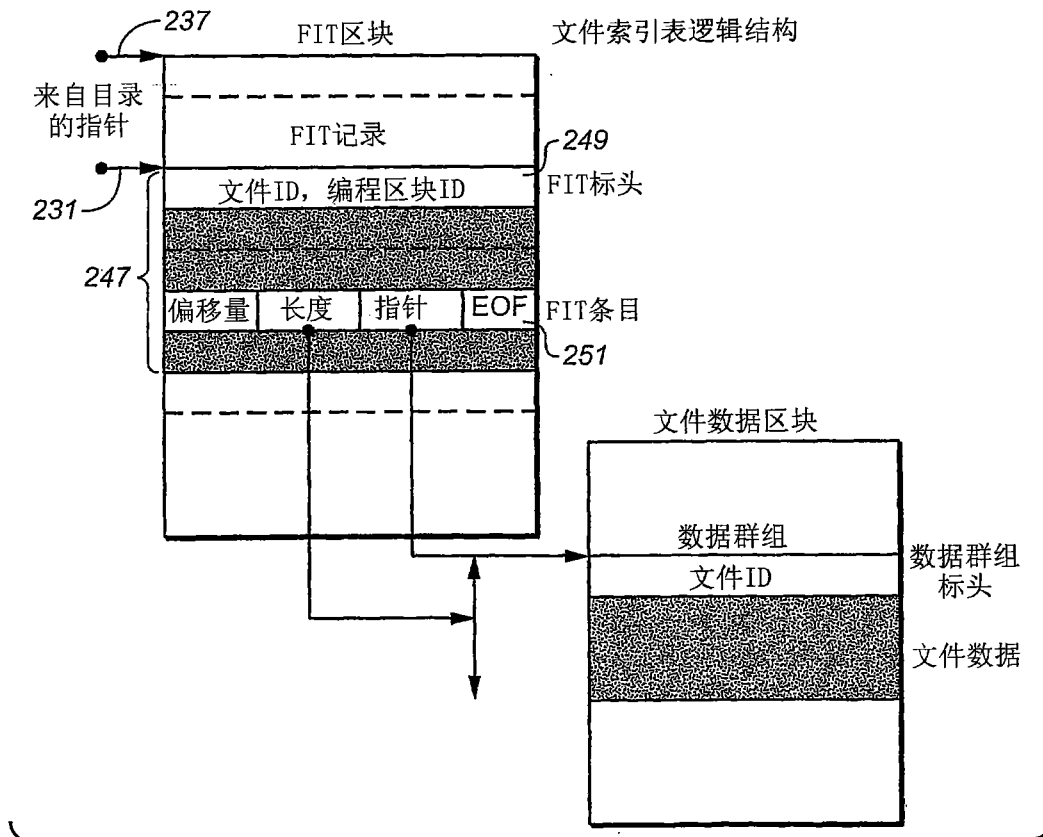 237
FIT区块
文件索引表逻辑结构
来自目录
的指针
FIT记录
249
231
文件ID, 编程区块ID
FIT标头
247
偏移量
长度
指针
EOF
FIT条目
251
文件数据区块
数据群组
文件ID
数据群组
标头
文件数据